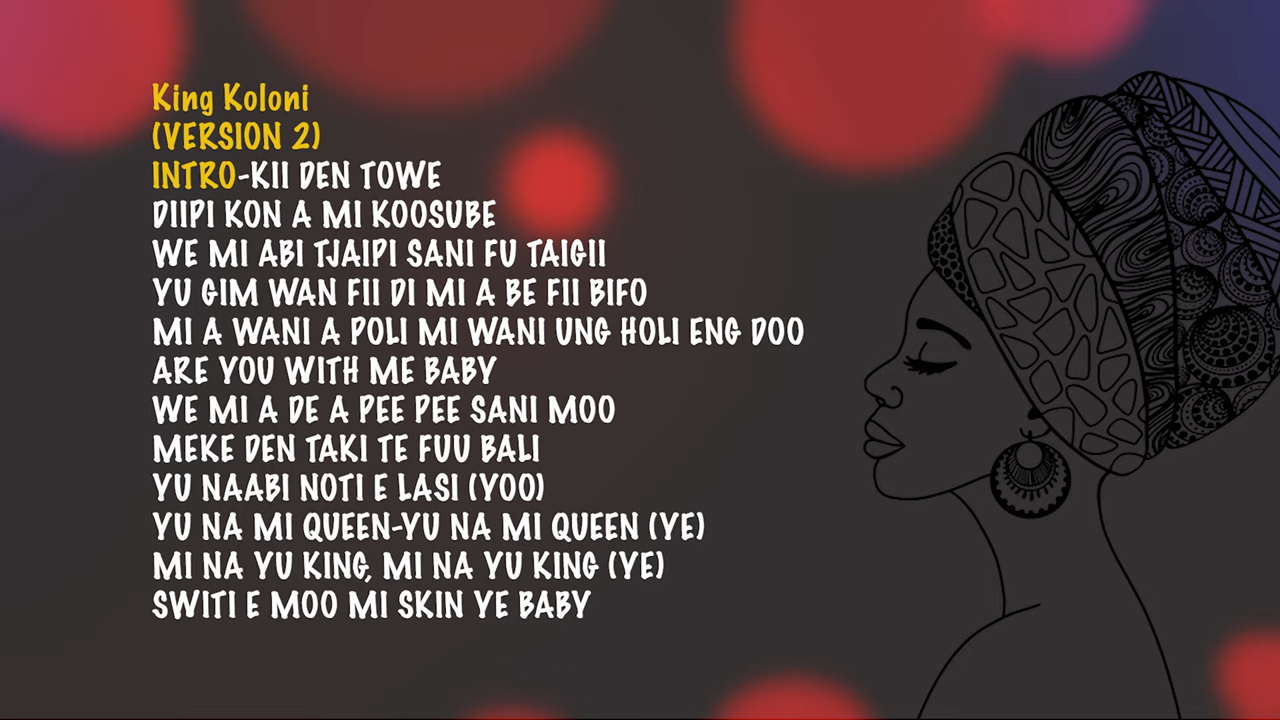 King Koloni
(VERSION 2)
INTRO-KII DEN TOWE
DIIPI KON A MI KOOSUBE
WE MI ABI TJAIPI SANI FU TAIGII
YU GIM WAN FII DI MI A BE FII BIFO
MI A WANI A POLI MI WANI UNG HOLI ENG DOO
ARE YOU WITH ME BABY
WE MI A DE A PEE PEE SANI MOO
MEKE DEN TAKI TE FUU BALI
YU NAABI NOTI E LASI (YOO)
YU NA MI QUEEN-YU NA MI QUEEN (YE)
MI NA YU KING, MI NA YU KING (YE)
SWITI E MOO MI SKIN YE BABY